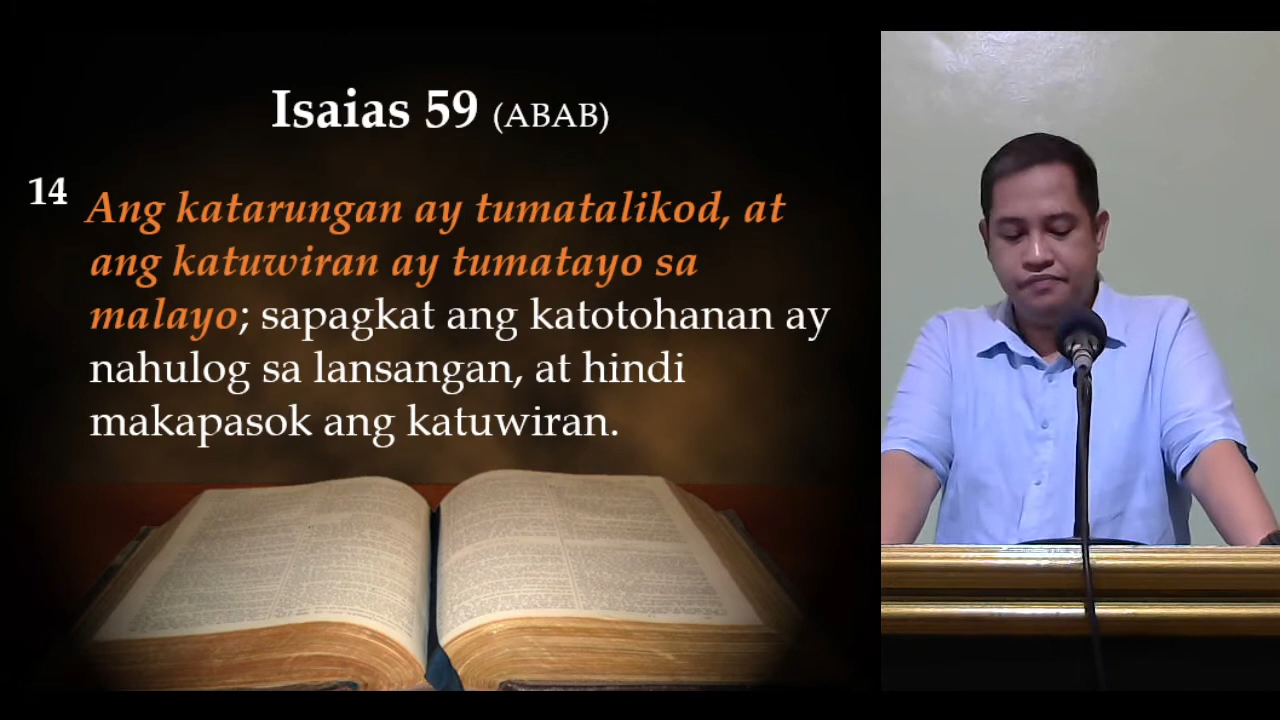 Isaias 59 (ABAB)
14 Ang katarungan ay tumatalikod, at
ang katuwiran ay tumatayo sa
malayo; sapagkat ang katotohanan ay
nahulog sa lansangan, at hindi
makapasok ang katuwiran.